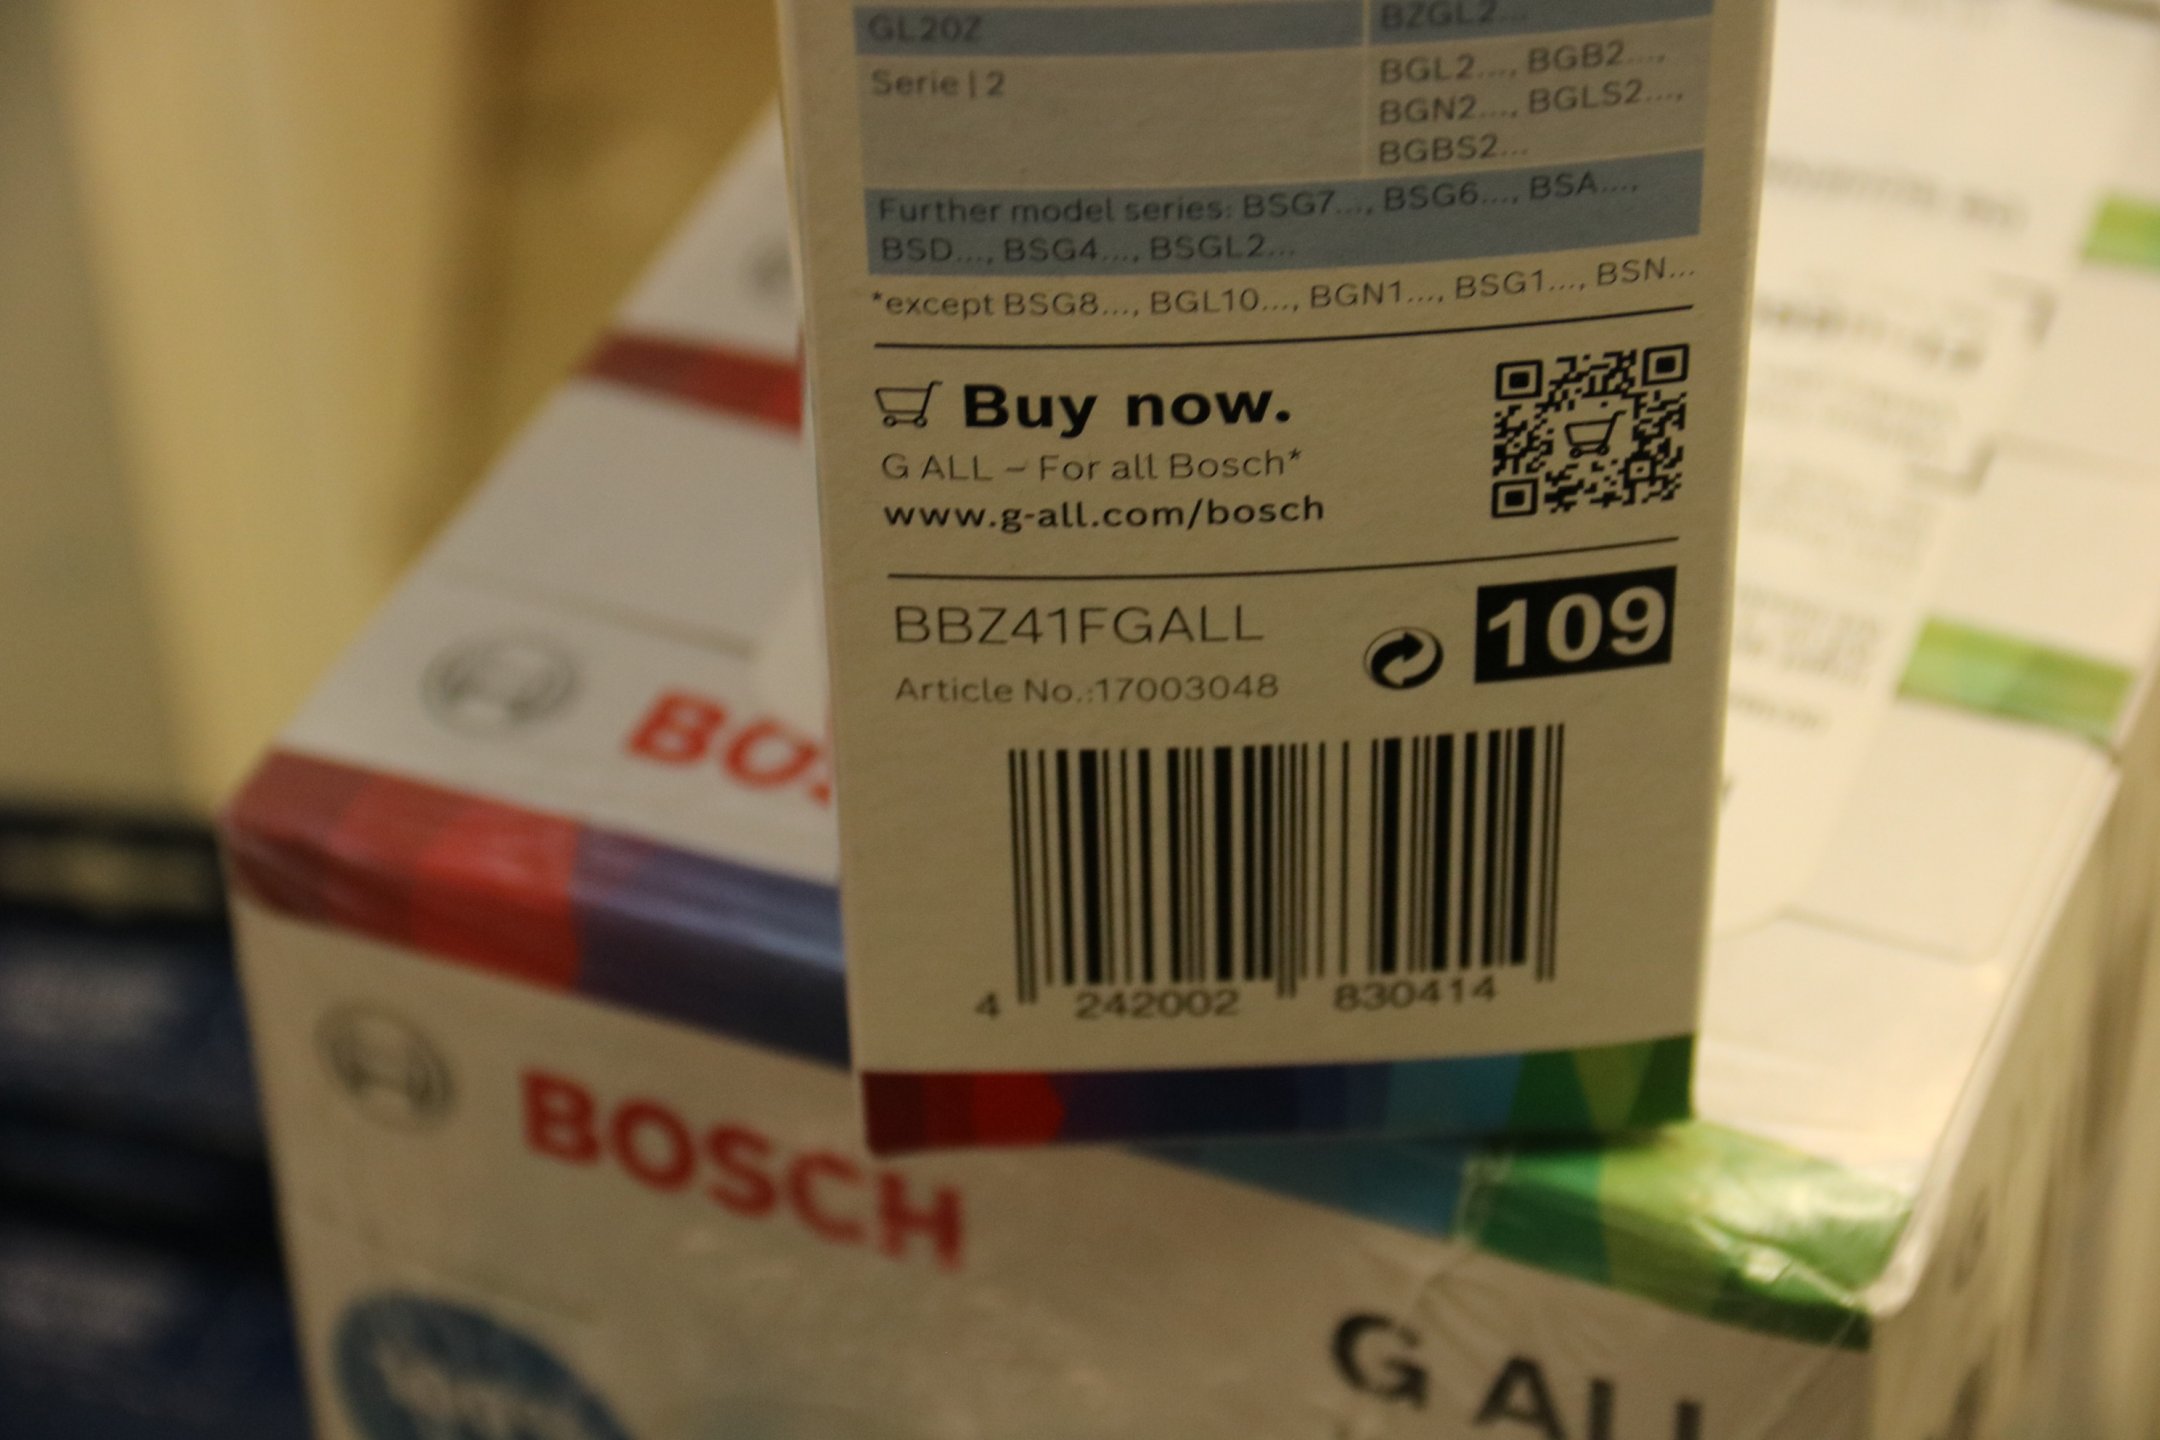 GL20Z
BZGL2...
Serie | 2
BGL2..., BGB2...,
BGN2..., BGLS2...,
BGBS2...
Further model series: BSG7..., BSG6..., BSA...,
BSD..., BSG4..., BSGL2...
*except BSG8..., BGL10..., BGN1..., BSG1..., BSN...
Buy now.
G ALL – For all Bosch*
www.g-all.com/bosch
BBZ41FGALL
109
Article No.:17003048
4 242002 830414
BOSCH
G ALL